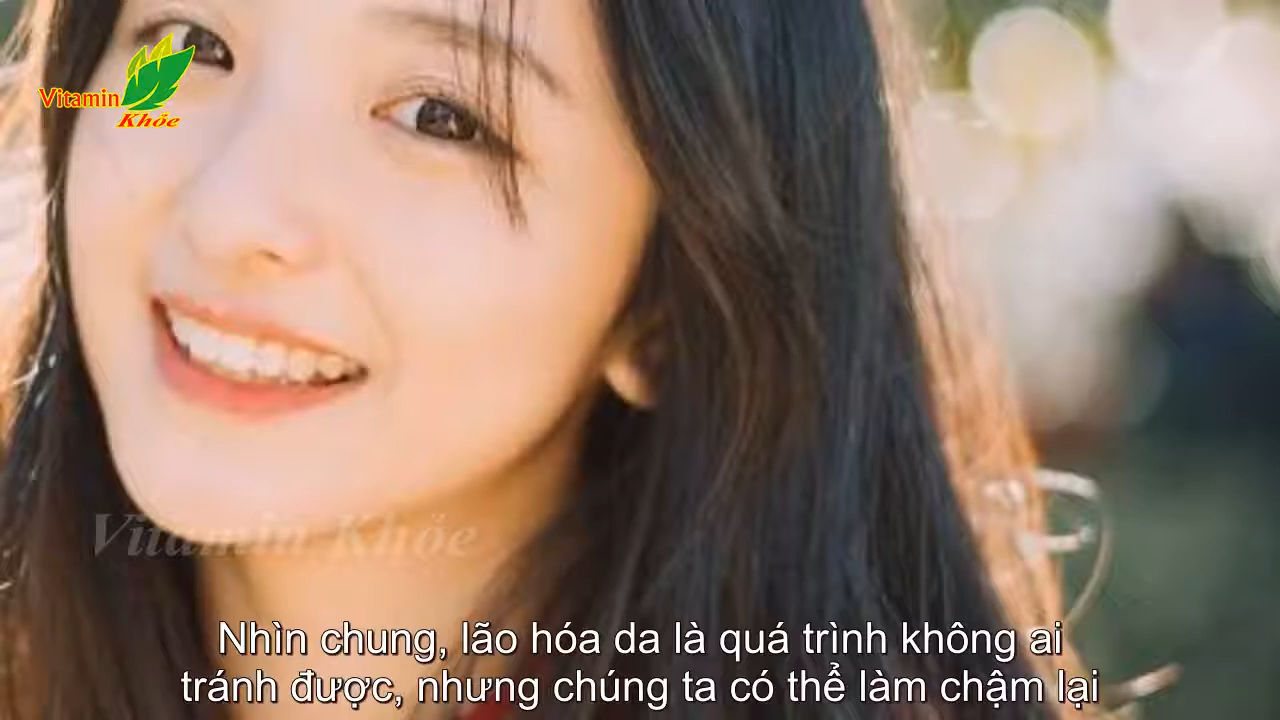 Vitamin
Khỏe
Vitamin Khỏe
Nhìn chung, lão hóa da là quá trình không ai
tránh được, nhưng chúng ta có thể làm chậm lại